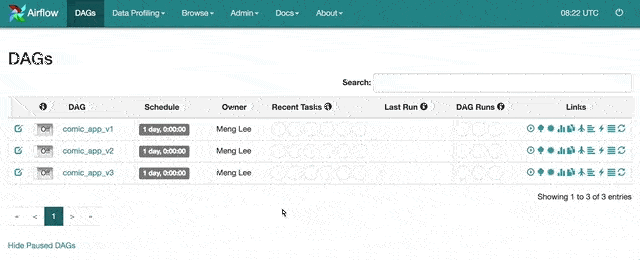 Airflow DAGs Data Profiling Browse Admin Docs About 08:22 UTC
DAGs
Search:
DAG Schedule Owner Recent Tasks Last Run DAG Runs Links
Off comic_app_v1 1 day, 0:00:00 Meng Lee
Off comic_app_v2 1 day, 0:00:00 Meng Lee
Off comic_app_v3 1 day, 0:00:00 Meng Lee
Showing 1 to 3 of 3 entries
« < 1 > »
Hide Paused DAGs